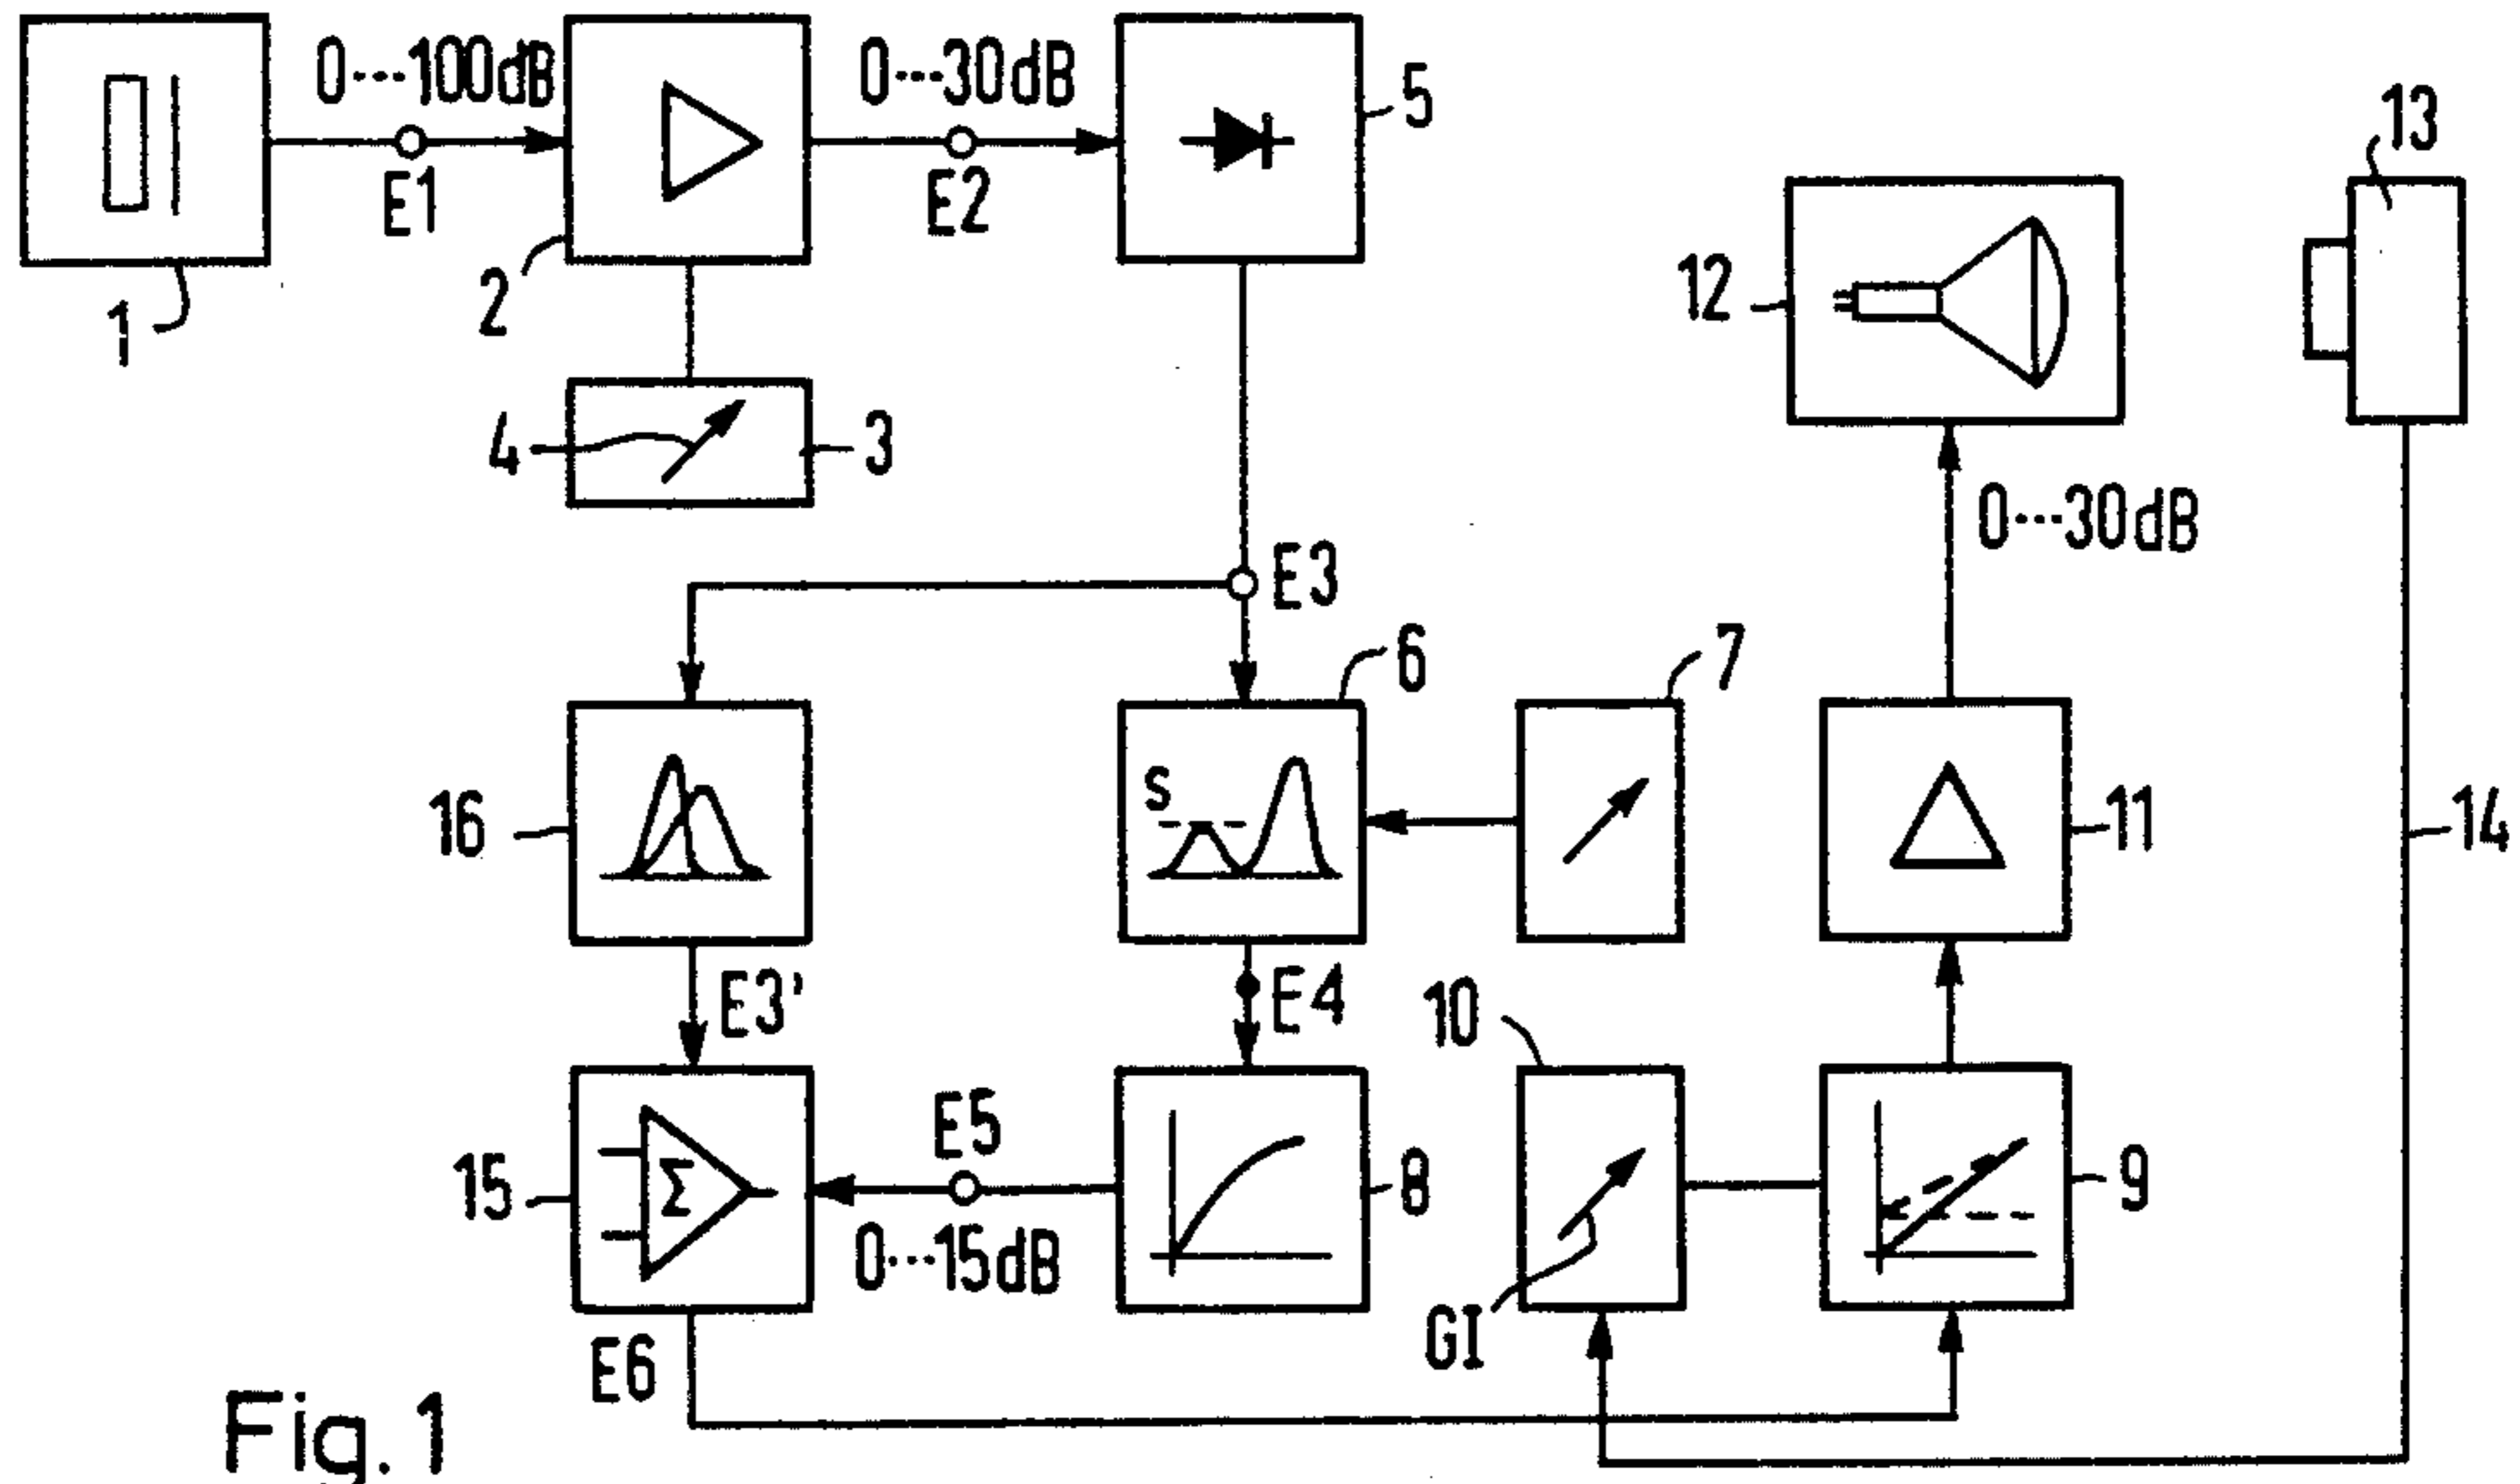 0---100dB
0---30dB
5
13
E1
E2
12
2
1
4
3
0---30dB
E3
6
7
S
16
11
14
E3'
E4
10
E5
15
Σ
8
9
0---15dB
GI
E6
Fig. 1